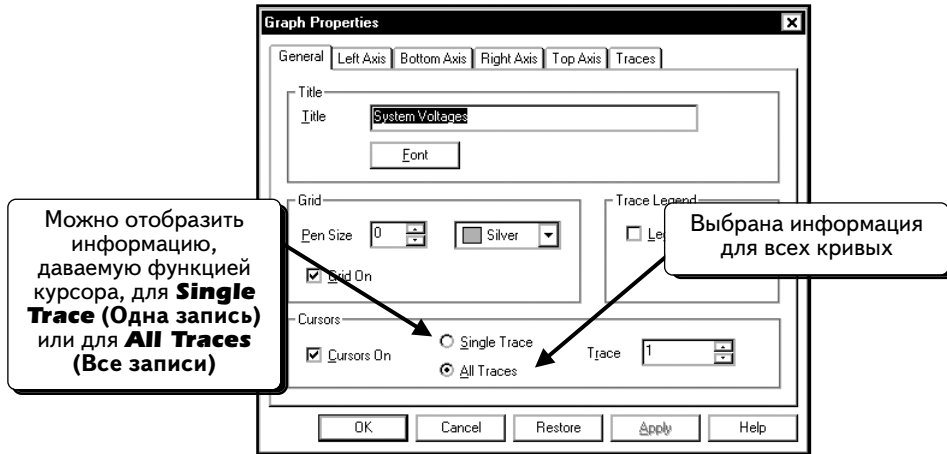 Graph Properties
General Left Axis Bottom Axis Right Axis Top Axis Traces
Title
Title System Voltages
Font
Grid
Pen Size 0 Silver
Grid On
Trace Legend
Cursors
Cursors On
Single Trace
All Traces
Trace 1
OK Cancel Restore Apply Help
Можно отобразить
информацию,
даваемую функцией
курсора, для Single
Trace (Одна запись)
или для All Traces
(Все записи)
Выбрана информация
для всех кривых